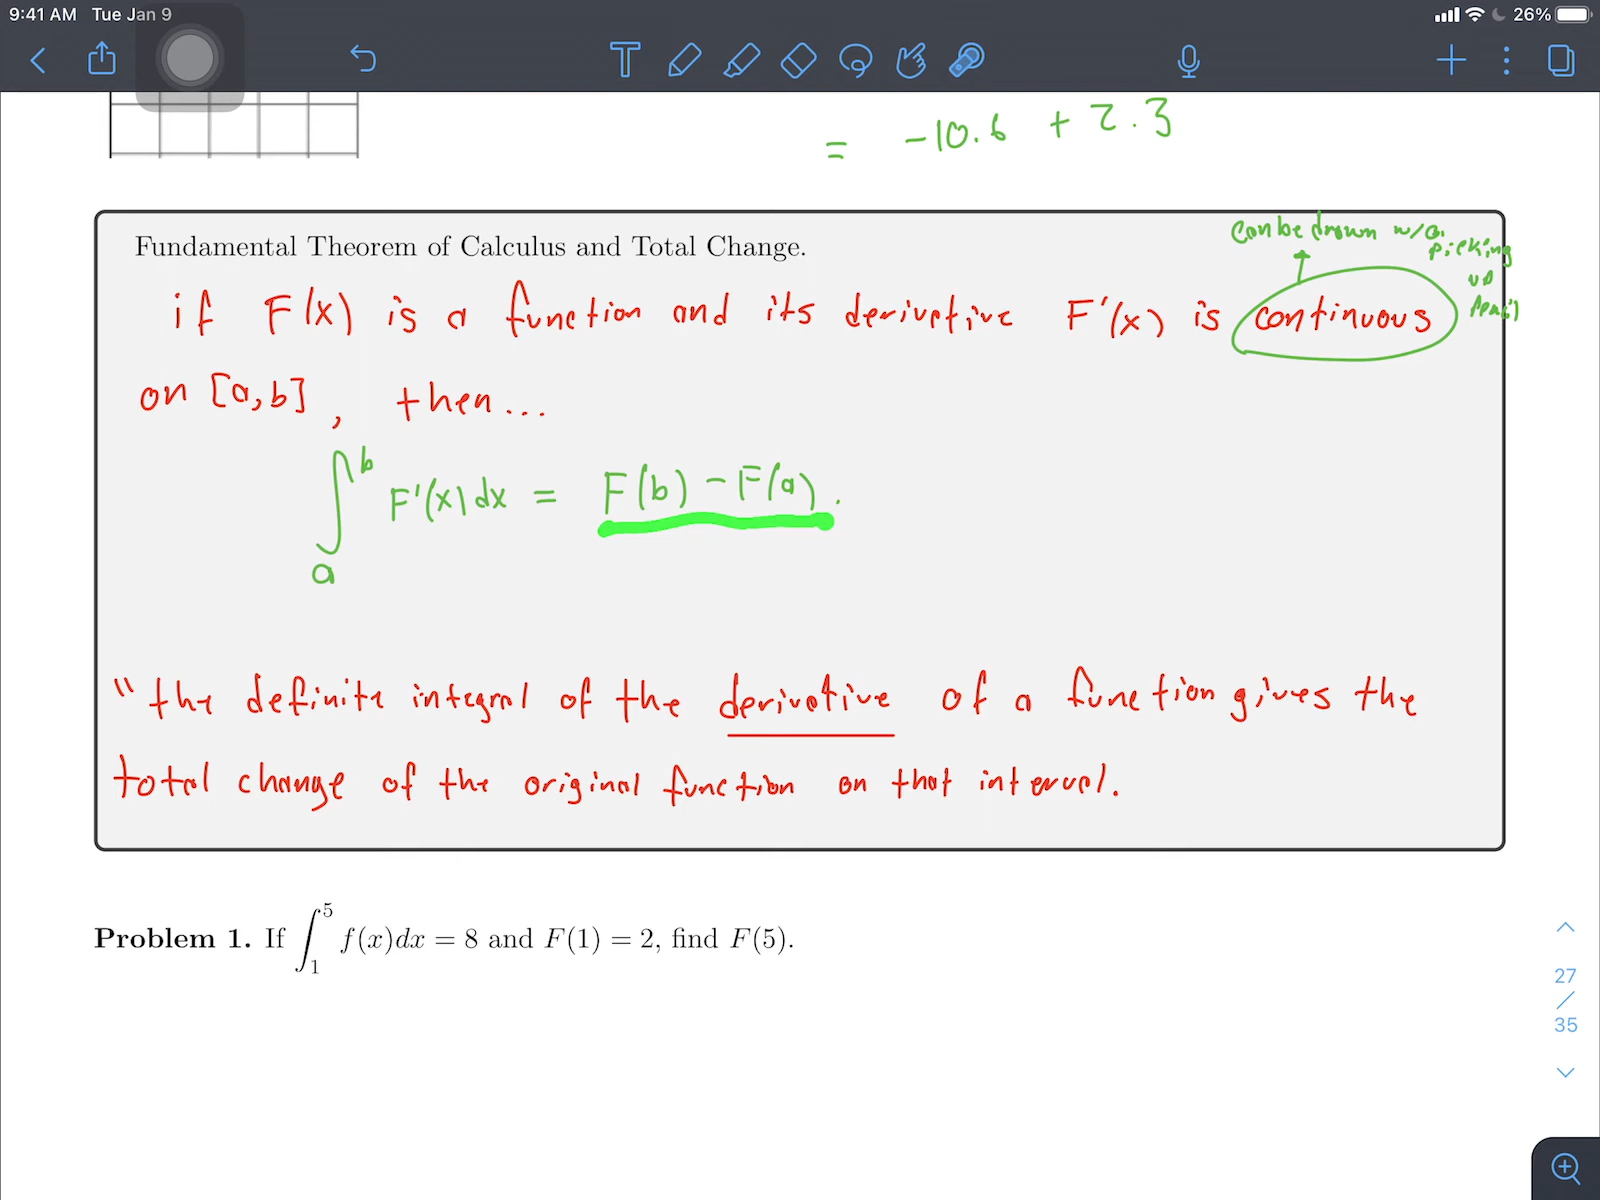 9:41 AM Tue Jan 9
26%
= -10.6 + 2.3
Fundamental Theorem of Calculus and Total Change.
can be drawn w/o picking up pencil
if F(x) is a function and its derivative F'(x) is continuous
on [a,b], then...
∫_a^b F'(x) dx = F(b) - F(a).
"the definite integral of the derivative of a function gives the
total change of the original function on that interval.
Problem 1. If ∫_1^5 f(x)dx = 8 and F(1) = 2, find F(5).
27
/
35